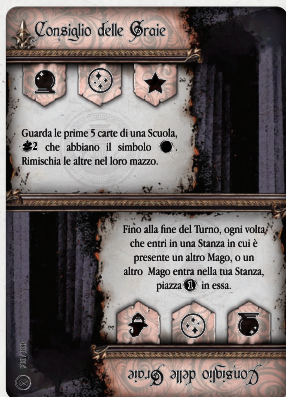 Consiglio delle Graie
Guarda le prime 5 carte di una Scuola,
2 che abbiano il simbolo .
Rimischia le altre nel loro mazzo.
Fino alla fine del Turno, ogni volta
che entri in una Stanza in cui è
presente un altro Mago, o un
altro Mago entra nella tua Stanza,
piazza 1 in essa.
Consiglio delle Graie